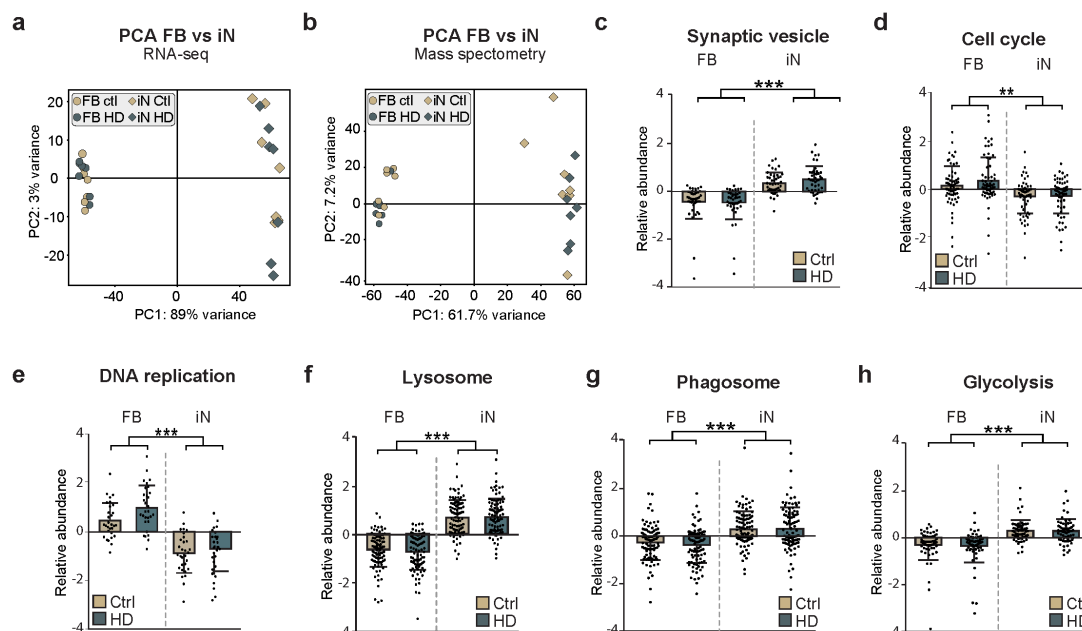 a
PCA FB vs iN
RNA-seq
FB ctl
iN Ctl
FB HD
iN HD
20
10
0
-10
-20
-40
0
40
PC2: 3% variance
PC1: 89% variance
b
PCA FB vs iN
Mass spectometry
FB ctl
iN Ctl
FB HD
iN HD
40
20
0
-20
-40
-60
-40
-20
0
20
40
60
PC2: 7.2% variance
PC1: 61.7% variance
c
Synaptic vesicle
FB
iN
***
4
2
0
-2
-4
Relative abundance
Ctrl
HD
d
Cell cycle
FB
iN
**
4
2
0
-2
-4
Relative abundance
Ctrl
HD
e
DNA replication
FB
iN
***
4
2
0
-2
-4
Relative abundance
Ctrl
HD
f
Lysosome
FB
iN
***
4
2
0
-2
-4
Relative abundance
Ctrl
HD
g
Phagosome
FB
iN
***
4
2
0
-2
-4
Relative abundance
Ctrl
HD
h
Glycolysis
FB
iN
***
4
2
0
-2
-4
Relative abundance
Ct
HD